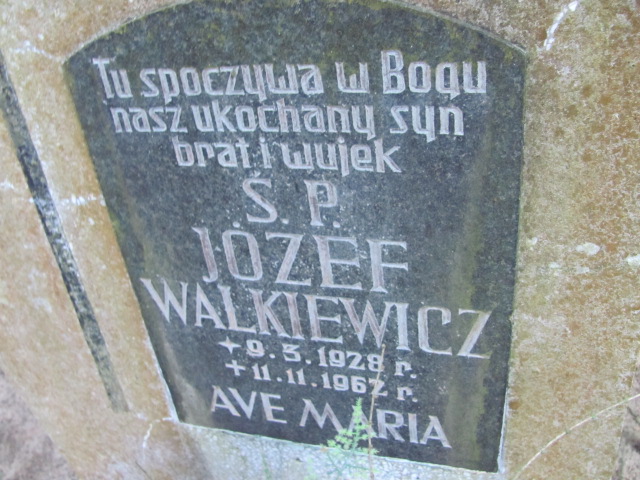 Tu spoczywa w Bogu
nasz ukochany syn
brat i wujek
Ś. P.
JÓZEF
WALKIEWICZ
* 9. 3. 1928 r.
+ 11. 11. 1962 r.
AVE MARIA